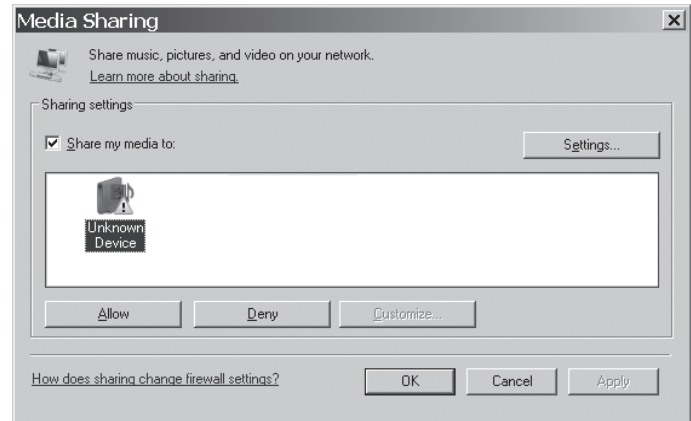 Media Sharing
Share music, pictures, and video on your network.
Learn more about sharing.
Sharing settings
Share my media to:
Settings...
Unknown
Device
Allow
Deny
Customize...
How does sharing change firewall settings?
OK
Cancel
Apply